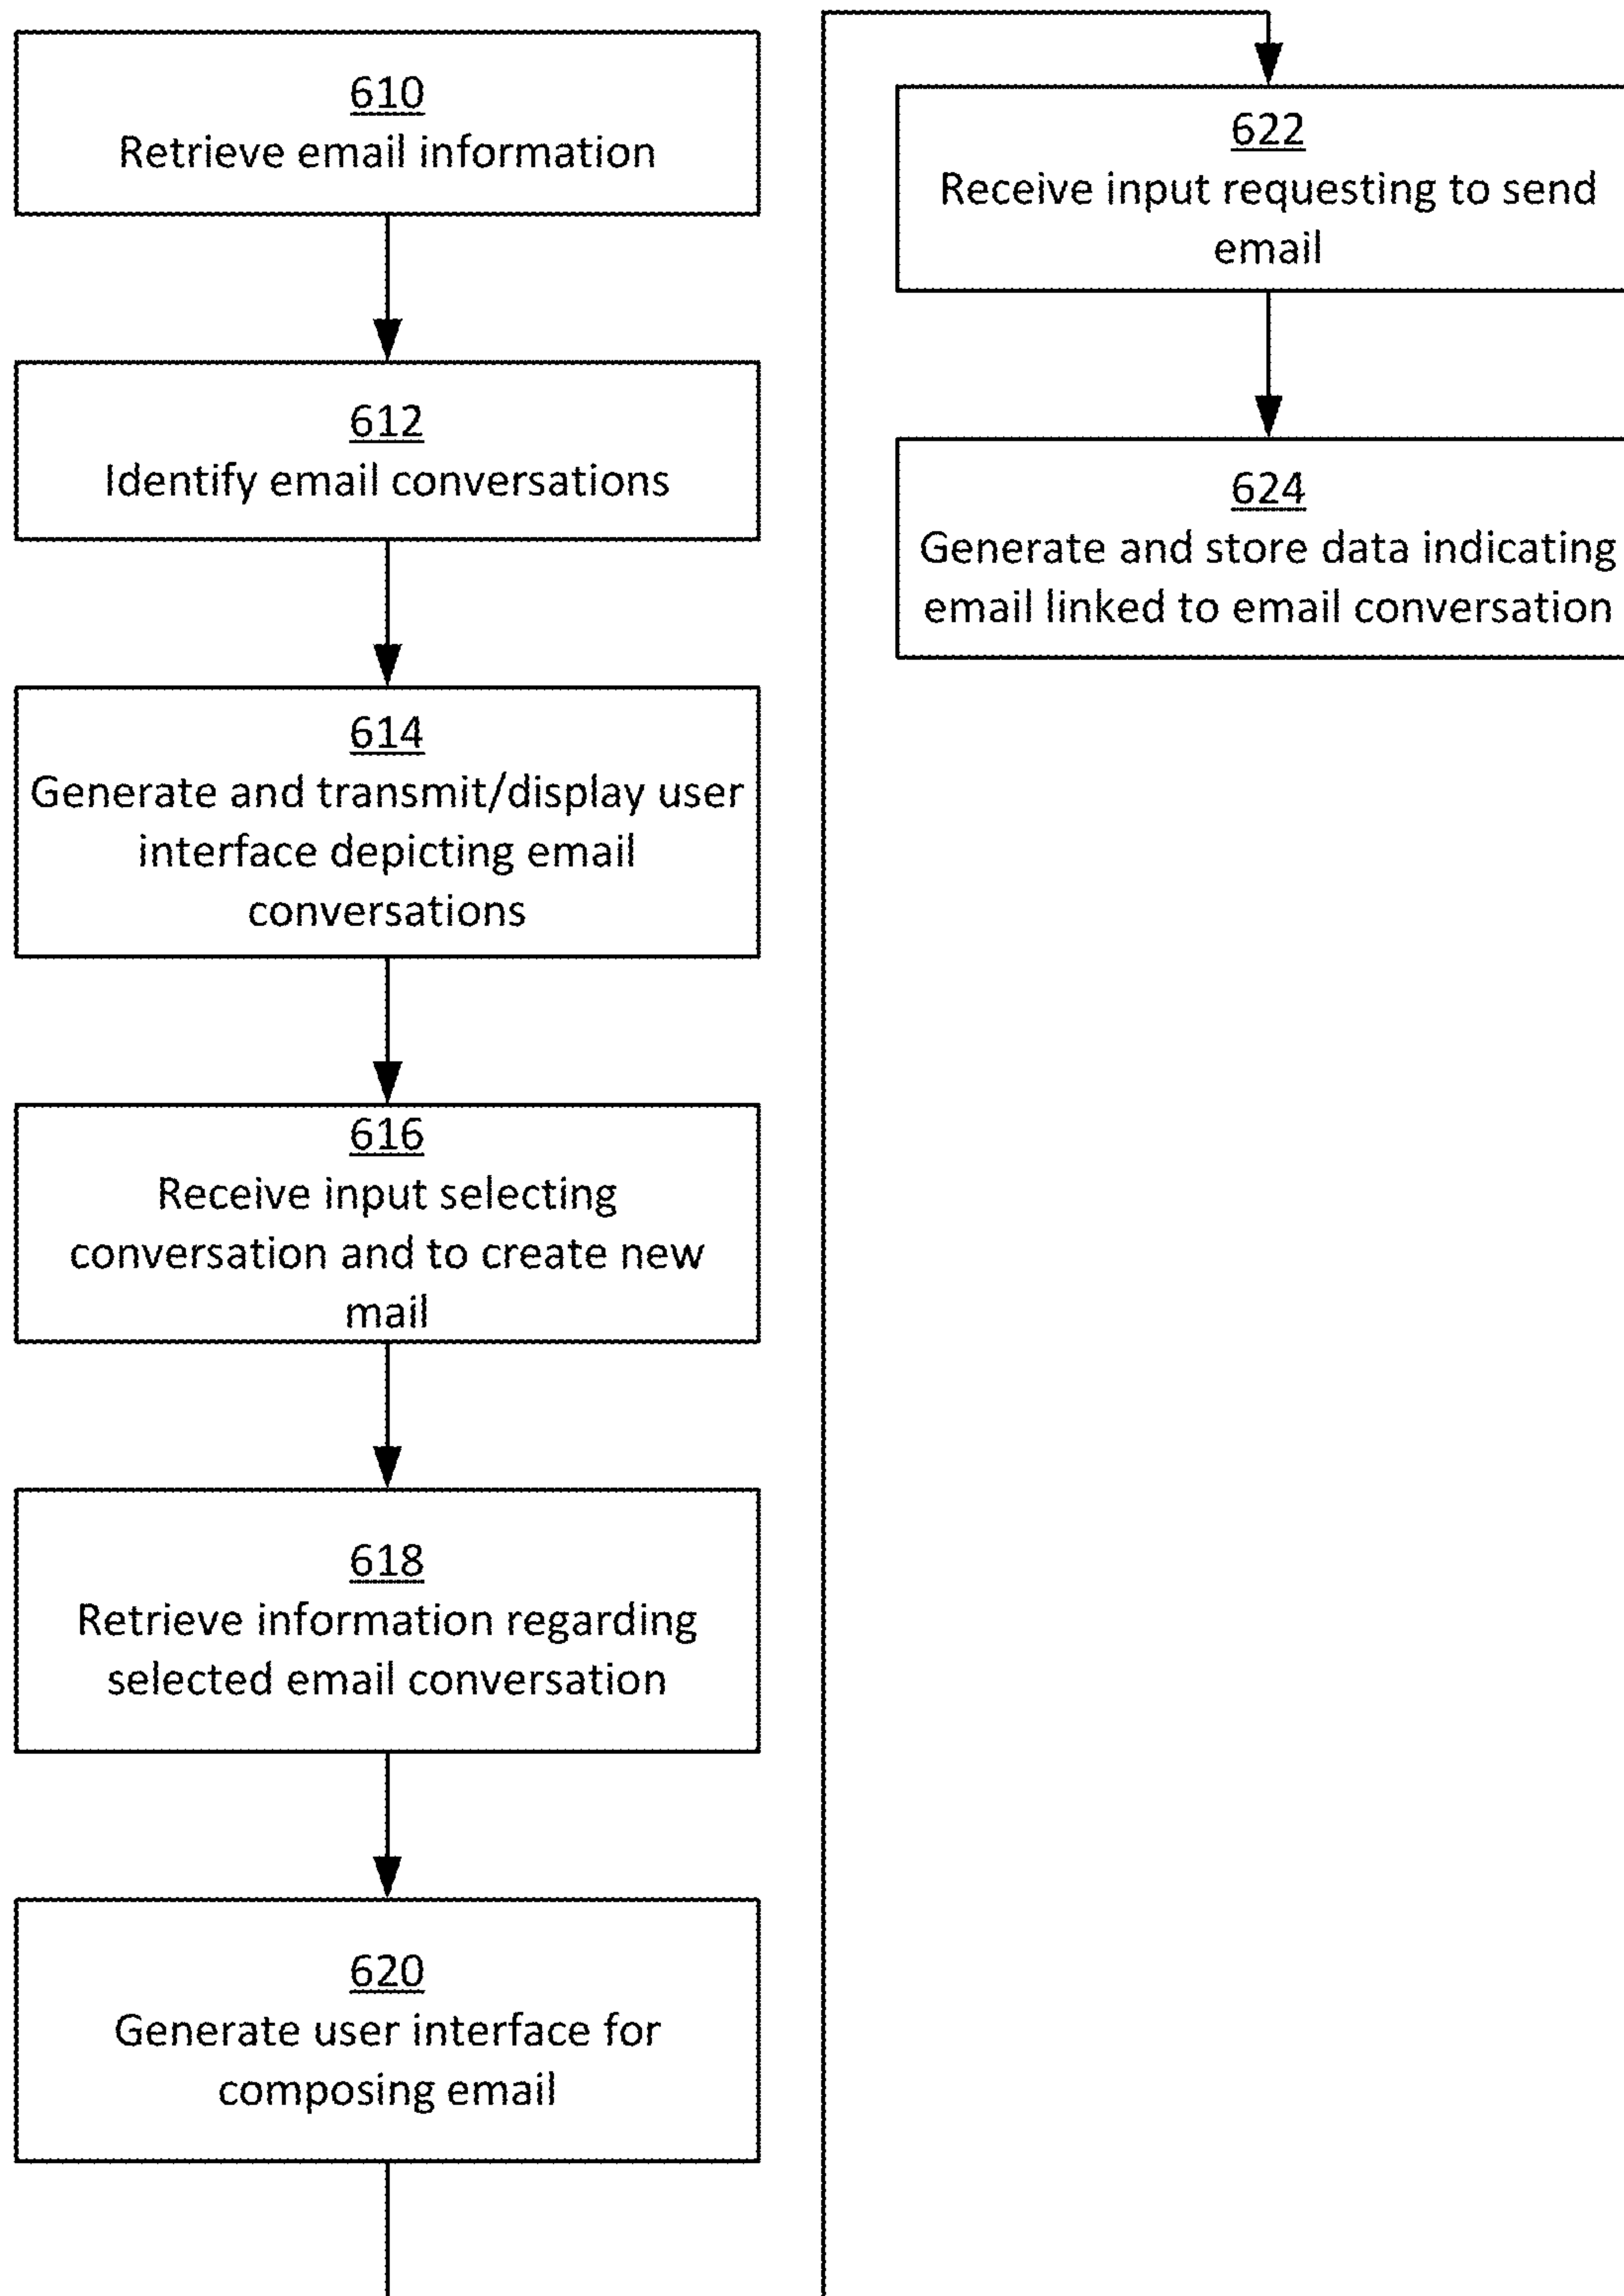 610
Retrieve email information
612
Identify email conversations
614
Generate and transmit/display user
interface depicting email
conversations
616
Receive input selecting
conversation and to create new
mail
618
Retrieve information regarding
selected email conversation
620
Generate user interface for
composing email
622
Receive input requesting to send
email
624
Generate and store data indicating
email linked to email conversation